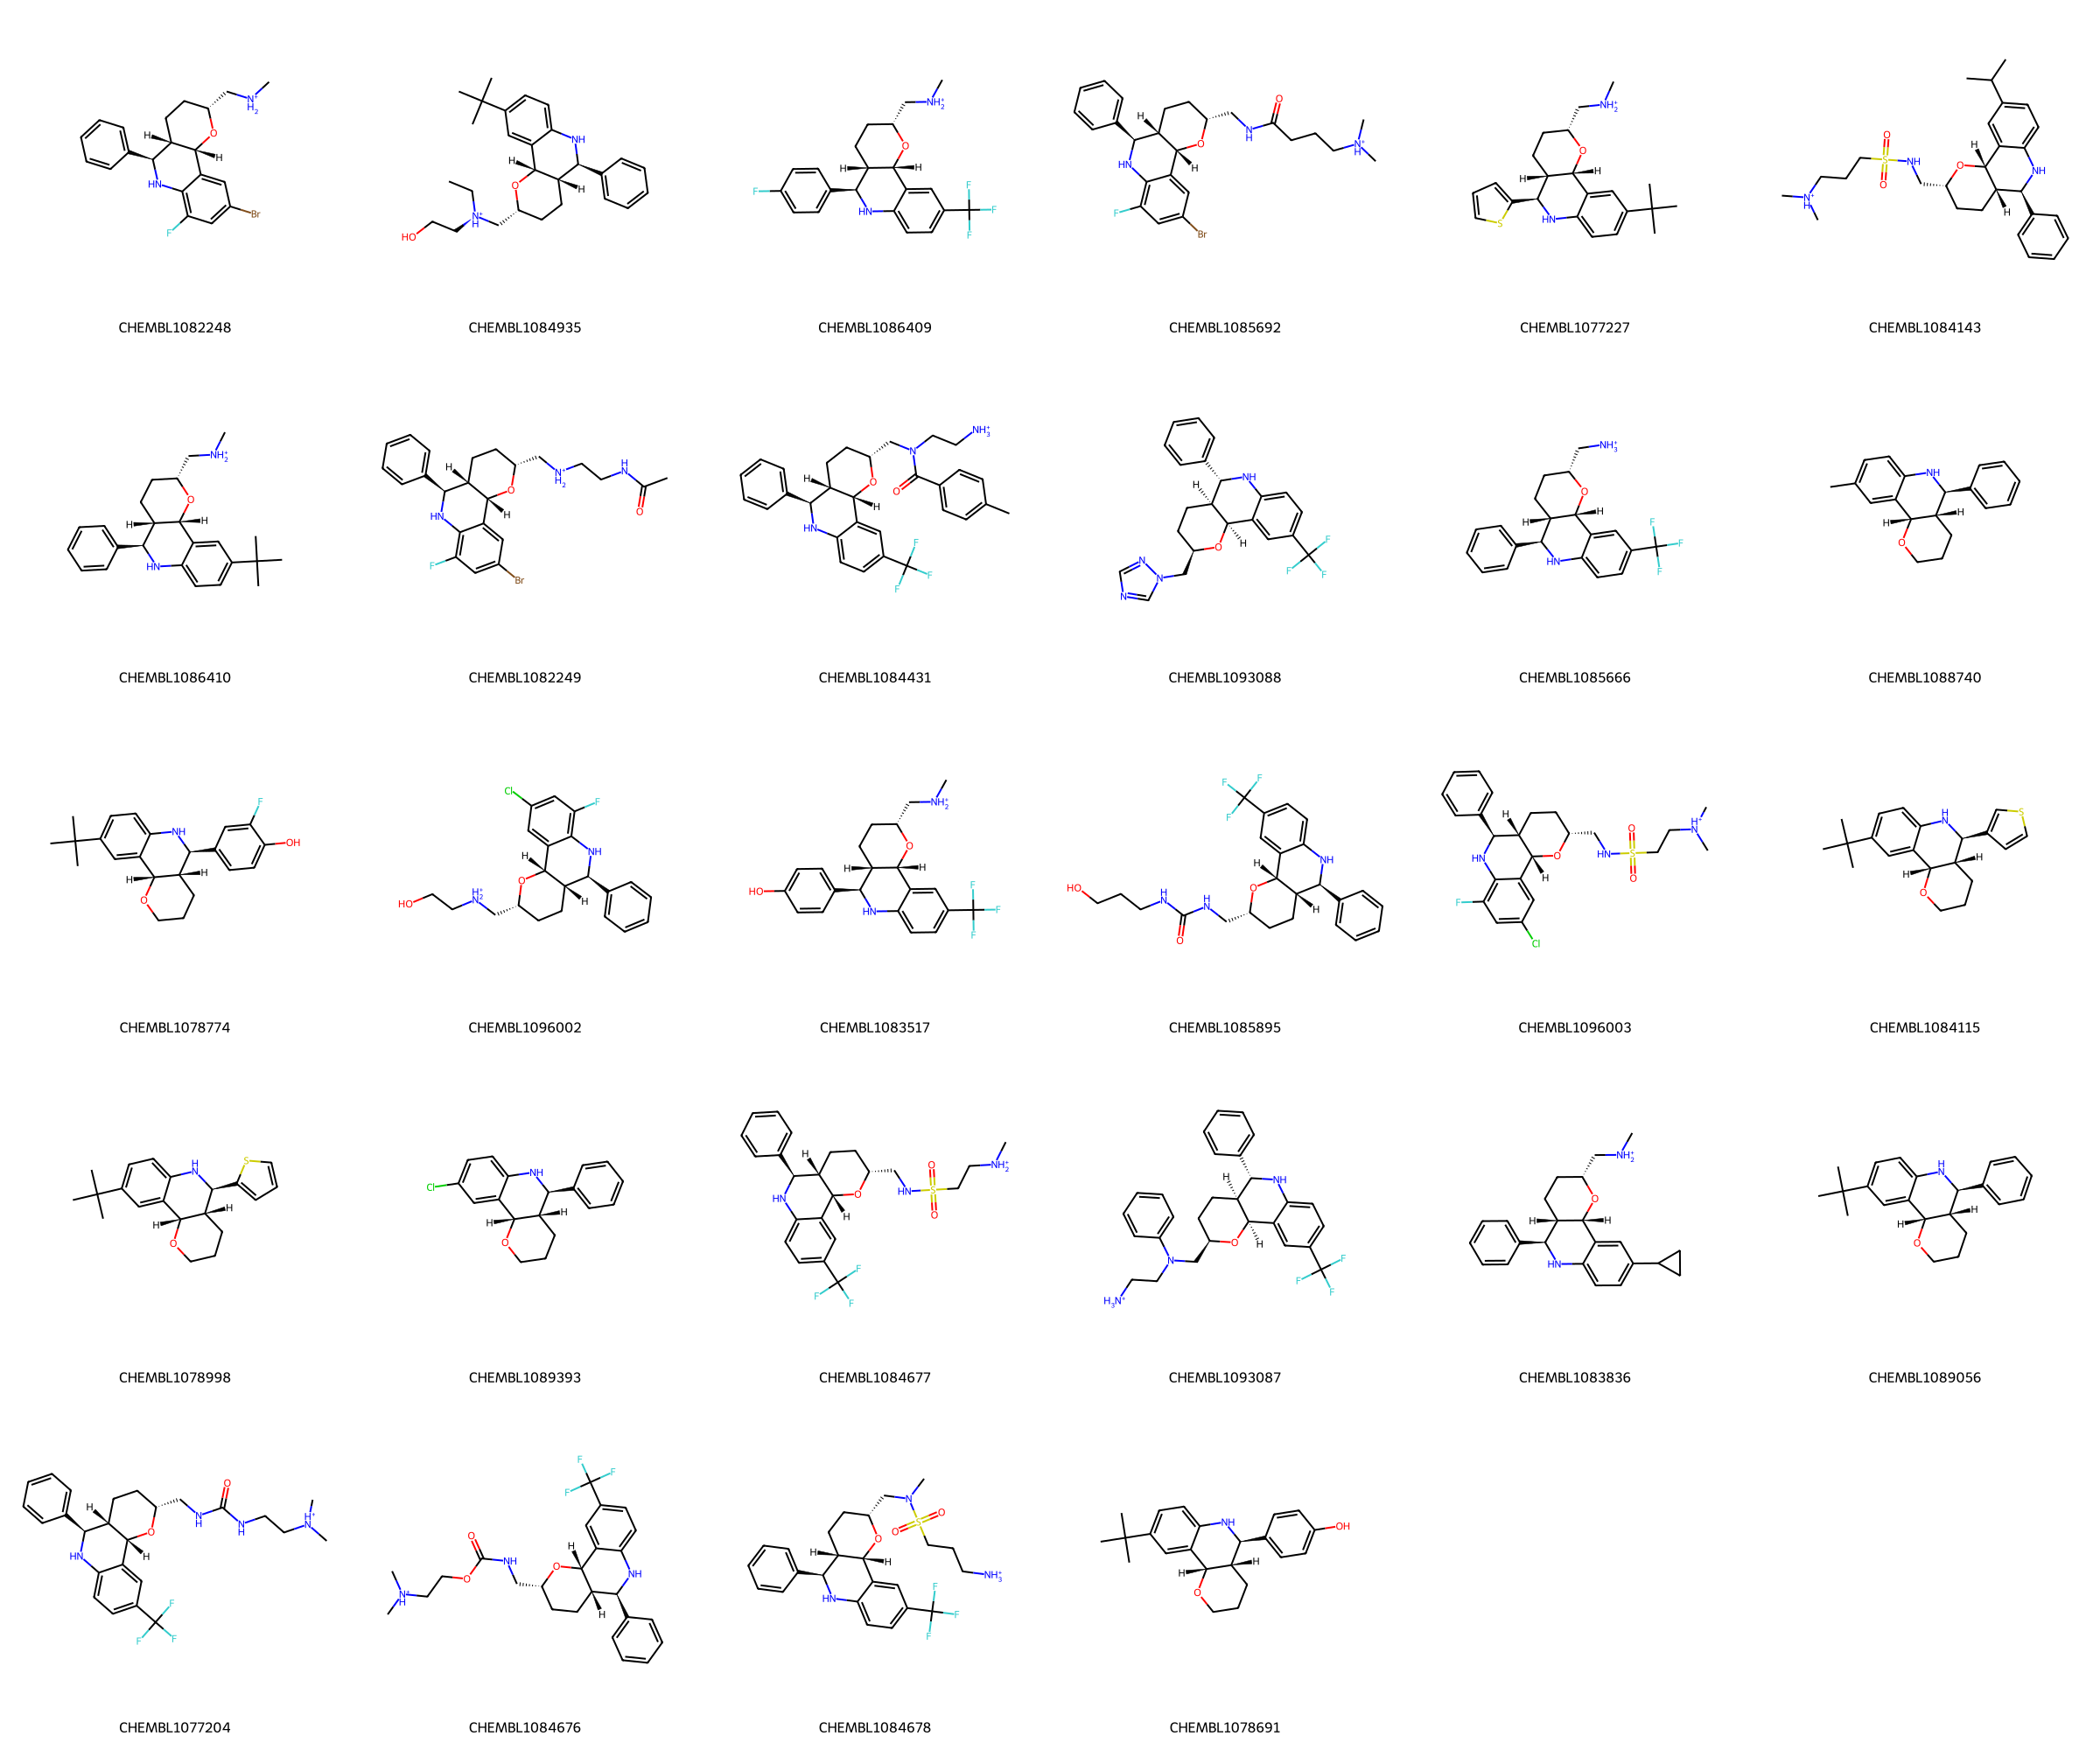 CHEMBL1082248 CHEMBL1084935 CHEMBL1086409 CHEMBL1085692 CHEMBL1077227 CHEMBL1084143
CHEMBL1086410 CHEMBL1082249 CHEMBL1084431 CHEMBL1093088 CHEMBL1085666 CHEMBL1088740
CHEMBL1078774 CHEMBL1096002 CHEMBL1083517 CHEMBL1085895 CHEMBL1096003 CHEMBL1084115
CHEMBL1078998 CHEMBL1089393 CHEMBL1084677 CHEMBL1093087 CHEMBL1083836 CHEMBL1089056
CHEMBL1077204 CHEMBL1084676 CHEMBL1084678 CHEMBL1078691